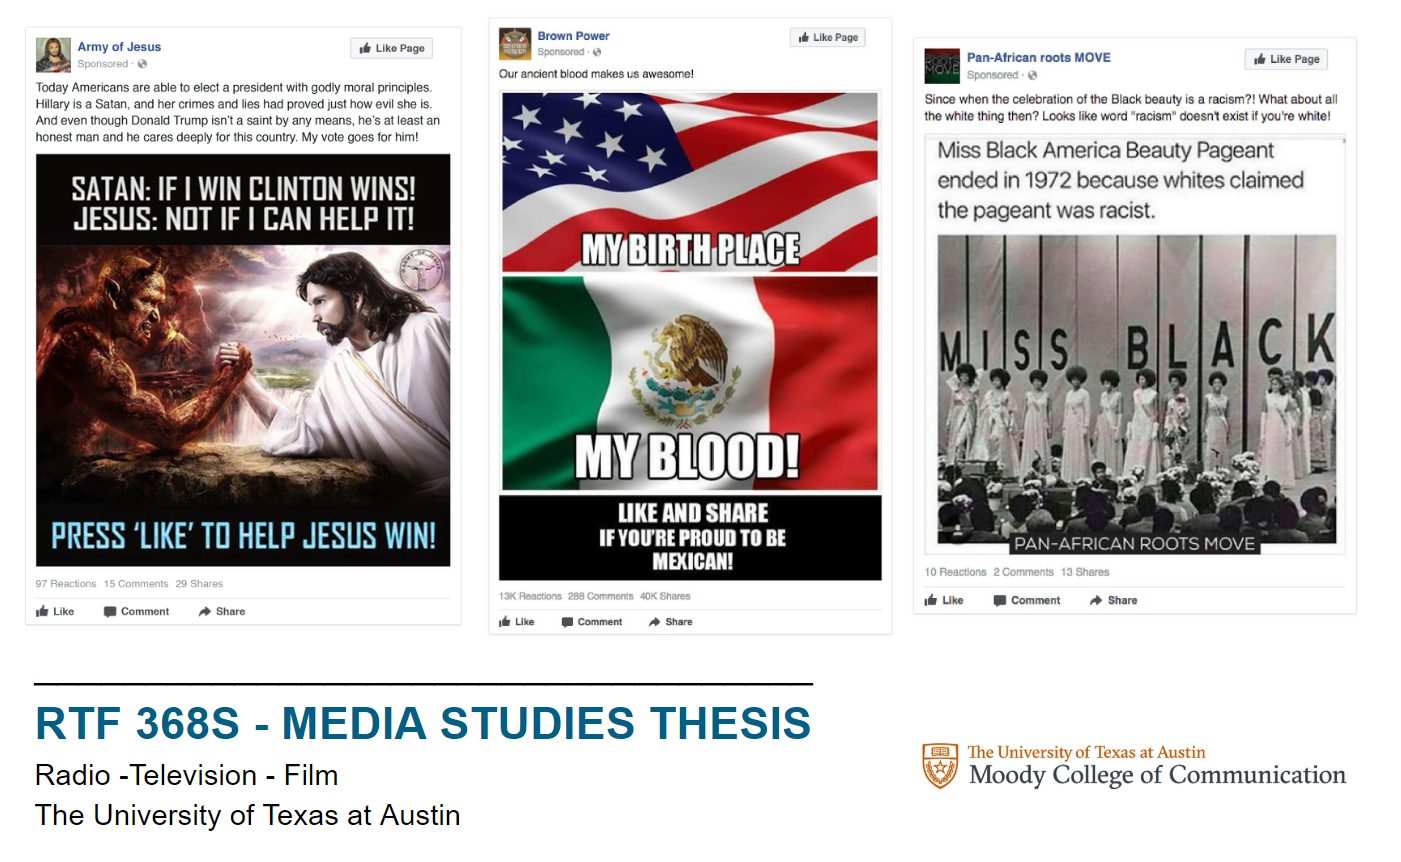 Army of Jesus
Like Page
Sponsored ·
Today Americans are able to elect a president with godly moral principles.
Hillary is a Satan, and her crimes and lies had proved just how evil she is.
And even though Donald Trump isn't a saint by any means, he's at least an
honest man and he cares deeply for this country. My vote goes for him!
SATAN: IF I WIN CLINTON WINS!
JESUS: NOT IF I CAN HELP IT!
ARMY OF JESUS
PRESS 'LIKE' TO HELP JESUS WIN!
97 Reactions 15 Comments 29 Shares
Like Comment Share
BROWN POWER
Brown Power
Like Page
Sponsored ·
Our ancient blood makes us awesome!
MY BIRTH PLACE
MY BLOOD!
LIKE AND SHARE
IF YOU'RE PROUD TO BE
MEXICAN!
13K Reactions 288 Comments 40K Shares
Like Comment Share
ROOTS
MOVE
Pan-African roots MOVE
Like Page
Sponsored ·
Since when the celebration of the Black beauty is a racism?! What about all
the white thing then? Looks like word "racism" doesn't exist if you're white!
Miss Black America Beauty Pageant
ended in 1972 because whites claimed
the pageant was racist.
MISS BLACK
PAN-AFRICAN ROOTS MOVE
10 Reactions 2 Comments 13 Shares
Like Comment Share
RTF 368S - MEDIA STUDIES THESIS
Radio -Television - Film
The University of Texas at Austin
The University of Texas at Austin
Moody College of Communication